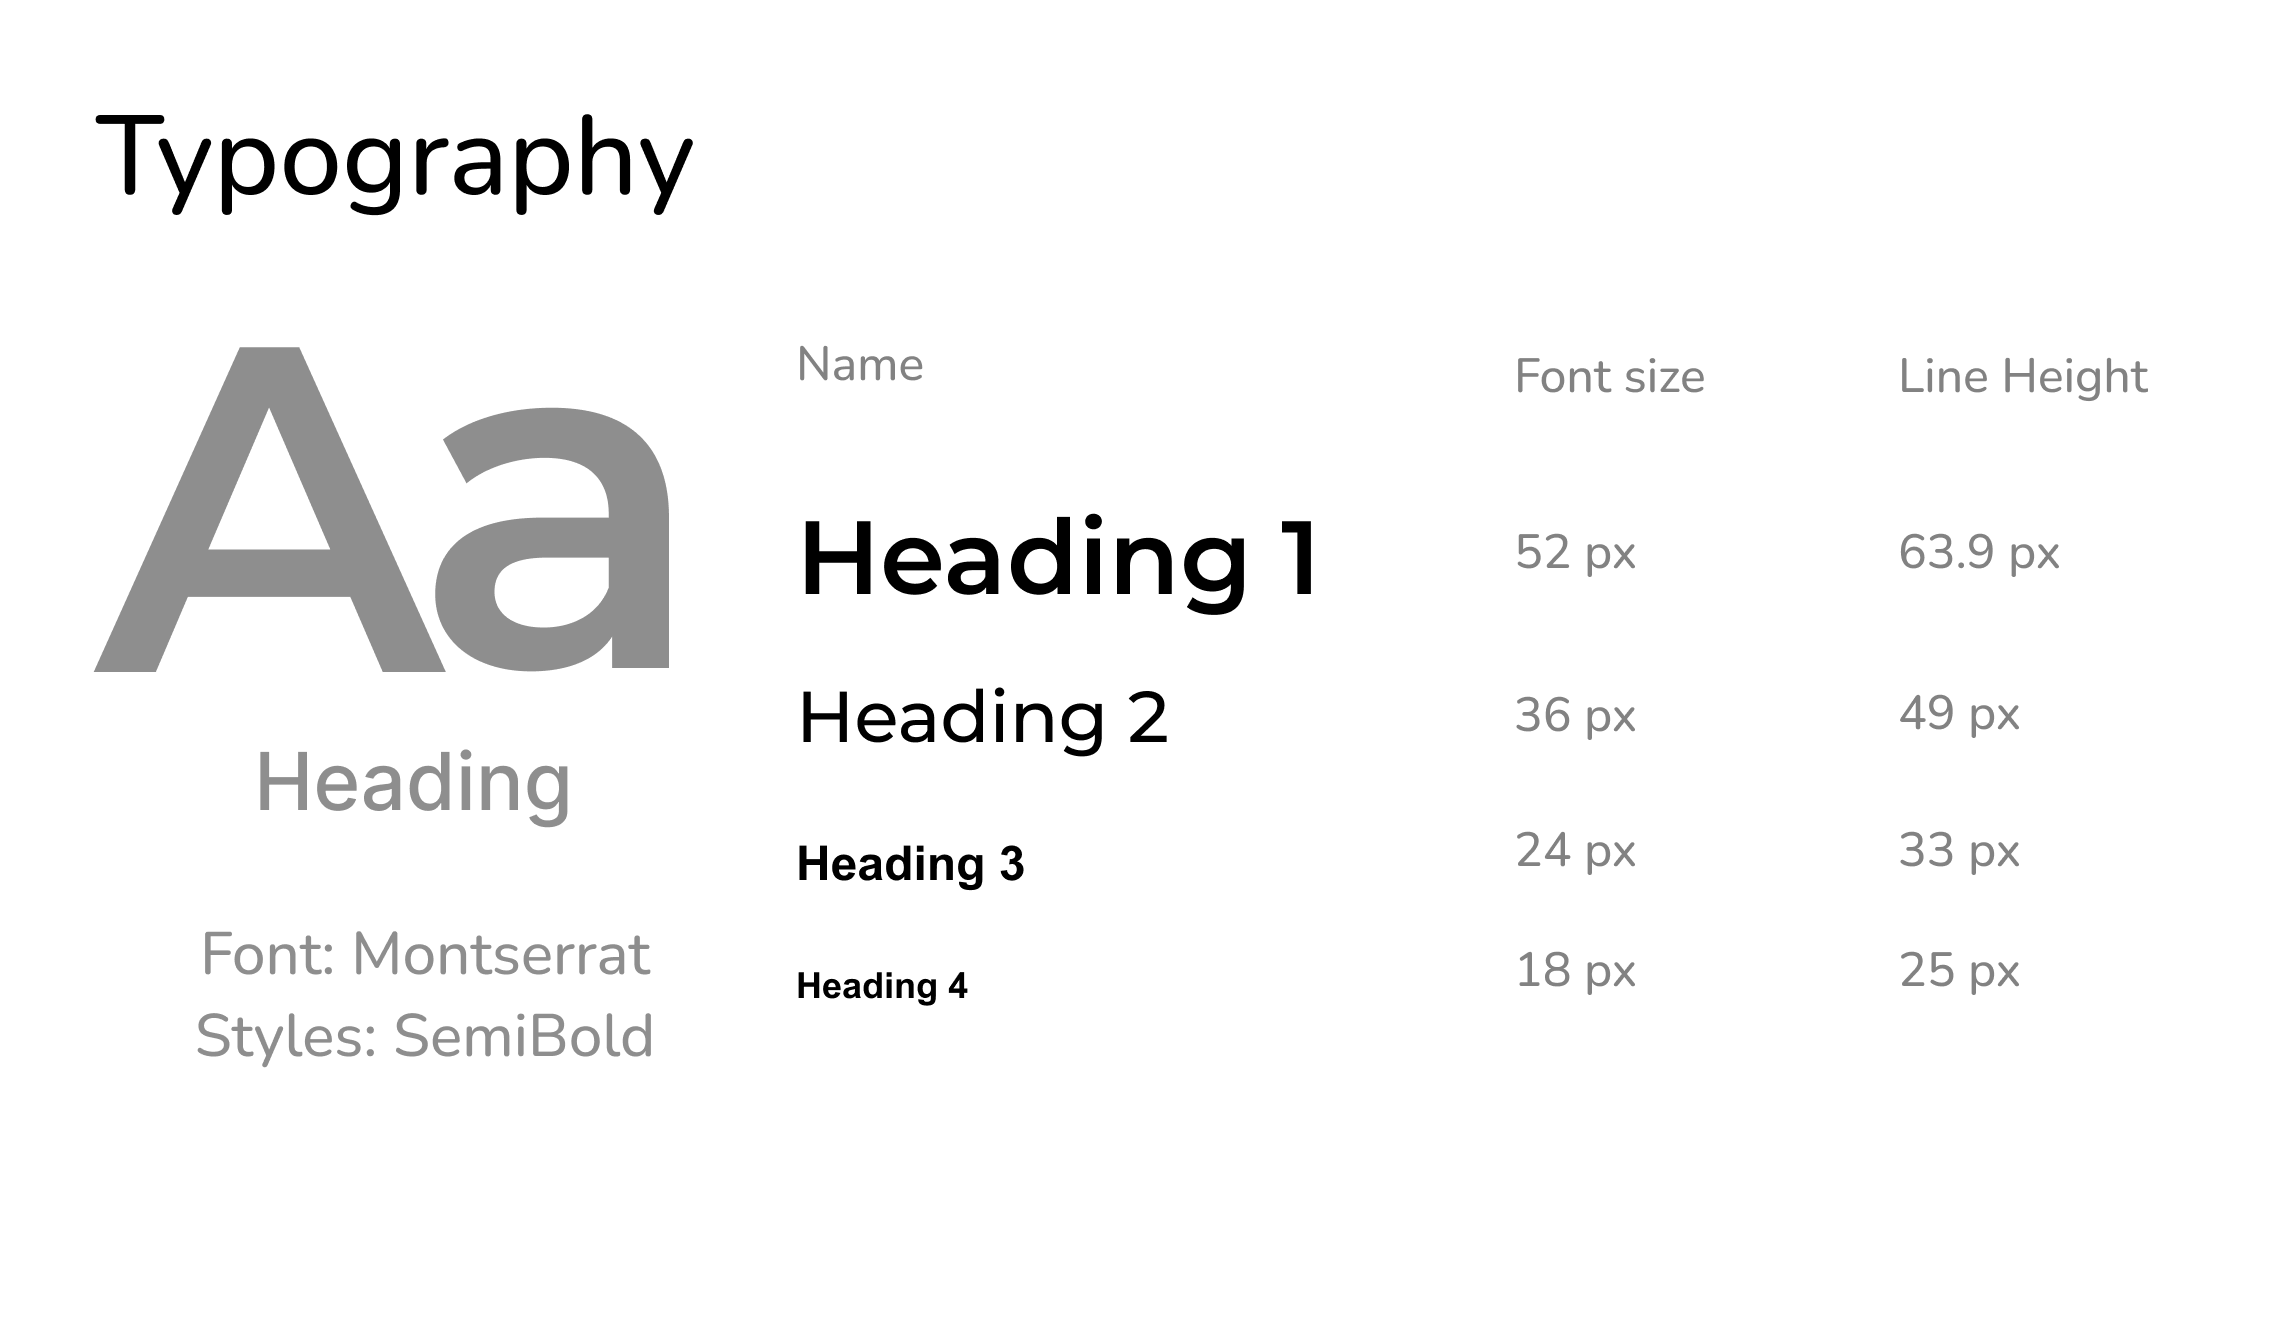 Typography
Aa
Heading
Font: Montserrat
Styles: SemiBold
Name Font size Line Height
Heading 1 52 px 63.9 px
Heading 2 36 px 49 px
Heading 3 24 px 33 px
Heading 4 18 px 25 px